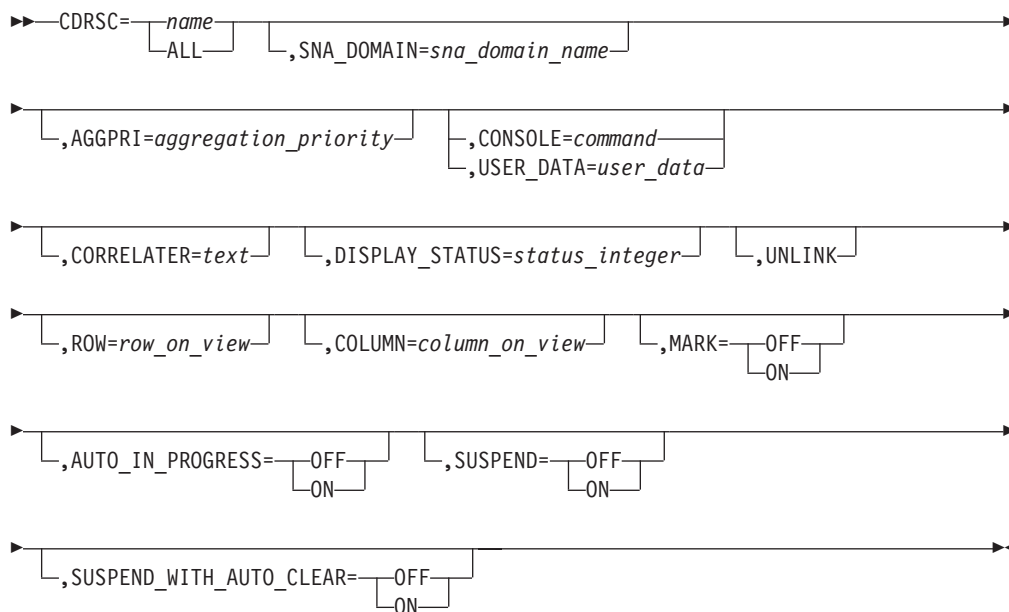 CDRSC= name ,SNA_DOMAIN=sna_domain_name
ALL
,AGGPRI=aggregation_priority ,CONSOLE=command
,USER_DATA=user_data
,CORRELATER=text ,DISPLAY_STATUS=status_integer ,UNLINK
,ROW=row_on_view ,COLUMN=column_on_view ,MARK= OFF
ON
,AUTO_IN_PROGRESS= OFF ,SUSPEND= OFF
ON ON
,SUSPEND_WITH_AUTO_CLEAR= OFF
ON